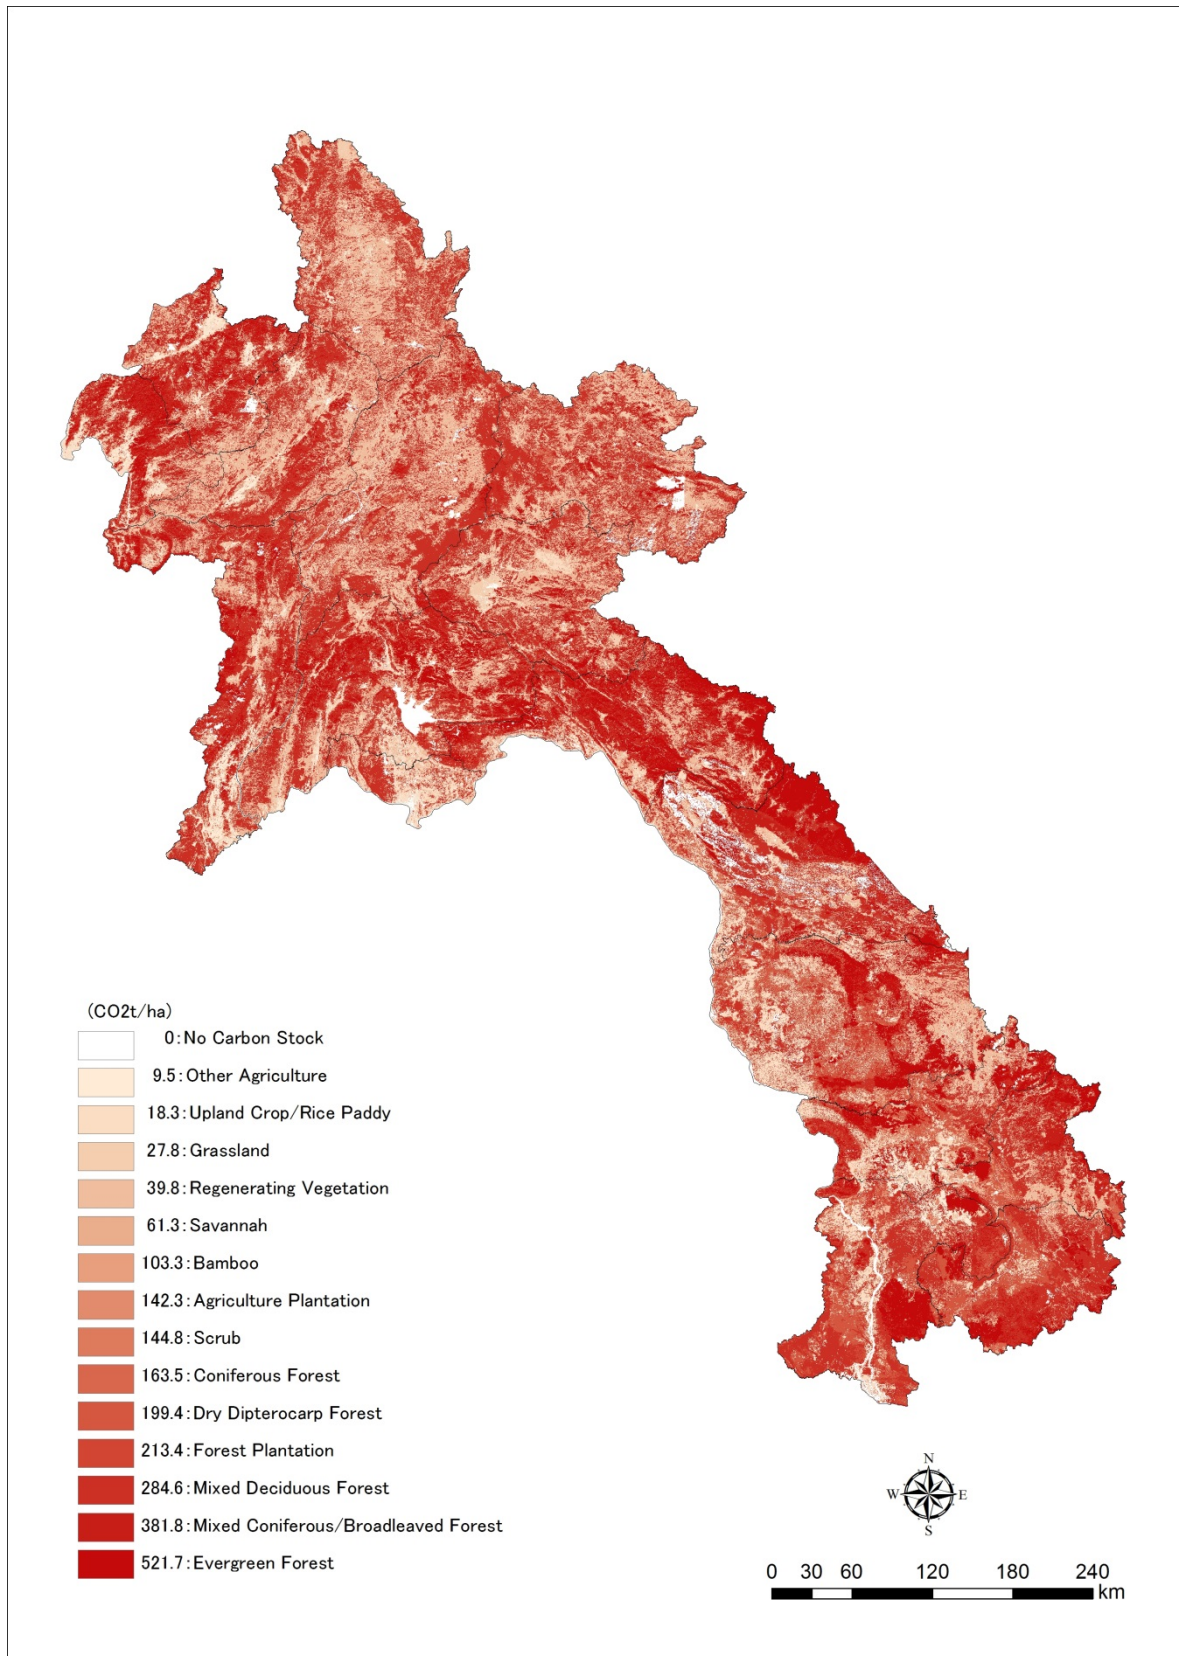 (CO2t/ha)
0:No Carbon Stock
9.5:Other Agriculture
18.3:Upland Crop/Rice Paddy
27.8:Grassland
39.8:Regenerating Vegetation
61.3:Savannah
103.3:Bamboo
142.3:Agriculture Plantation
144.8:Scrub
163.5:Coniferous Forest
199.4:Dry Dipterocarp Forest
213.4:Forest Plantation
284.6:Mixed Deciduous Forest
381.8:Mixed Coniferous/Broadleaved Forest
521.7:Evergreen Forest
N
W E
S
0 30 60 120 180 240
km